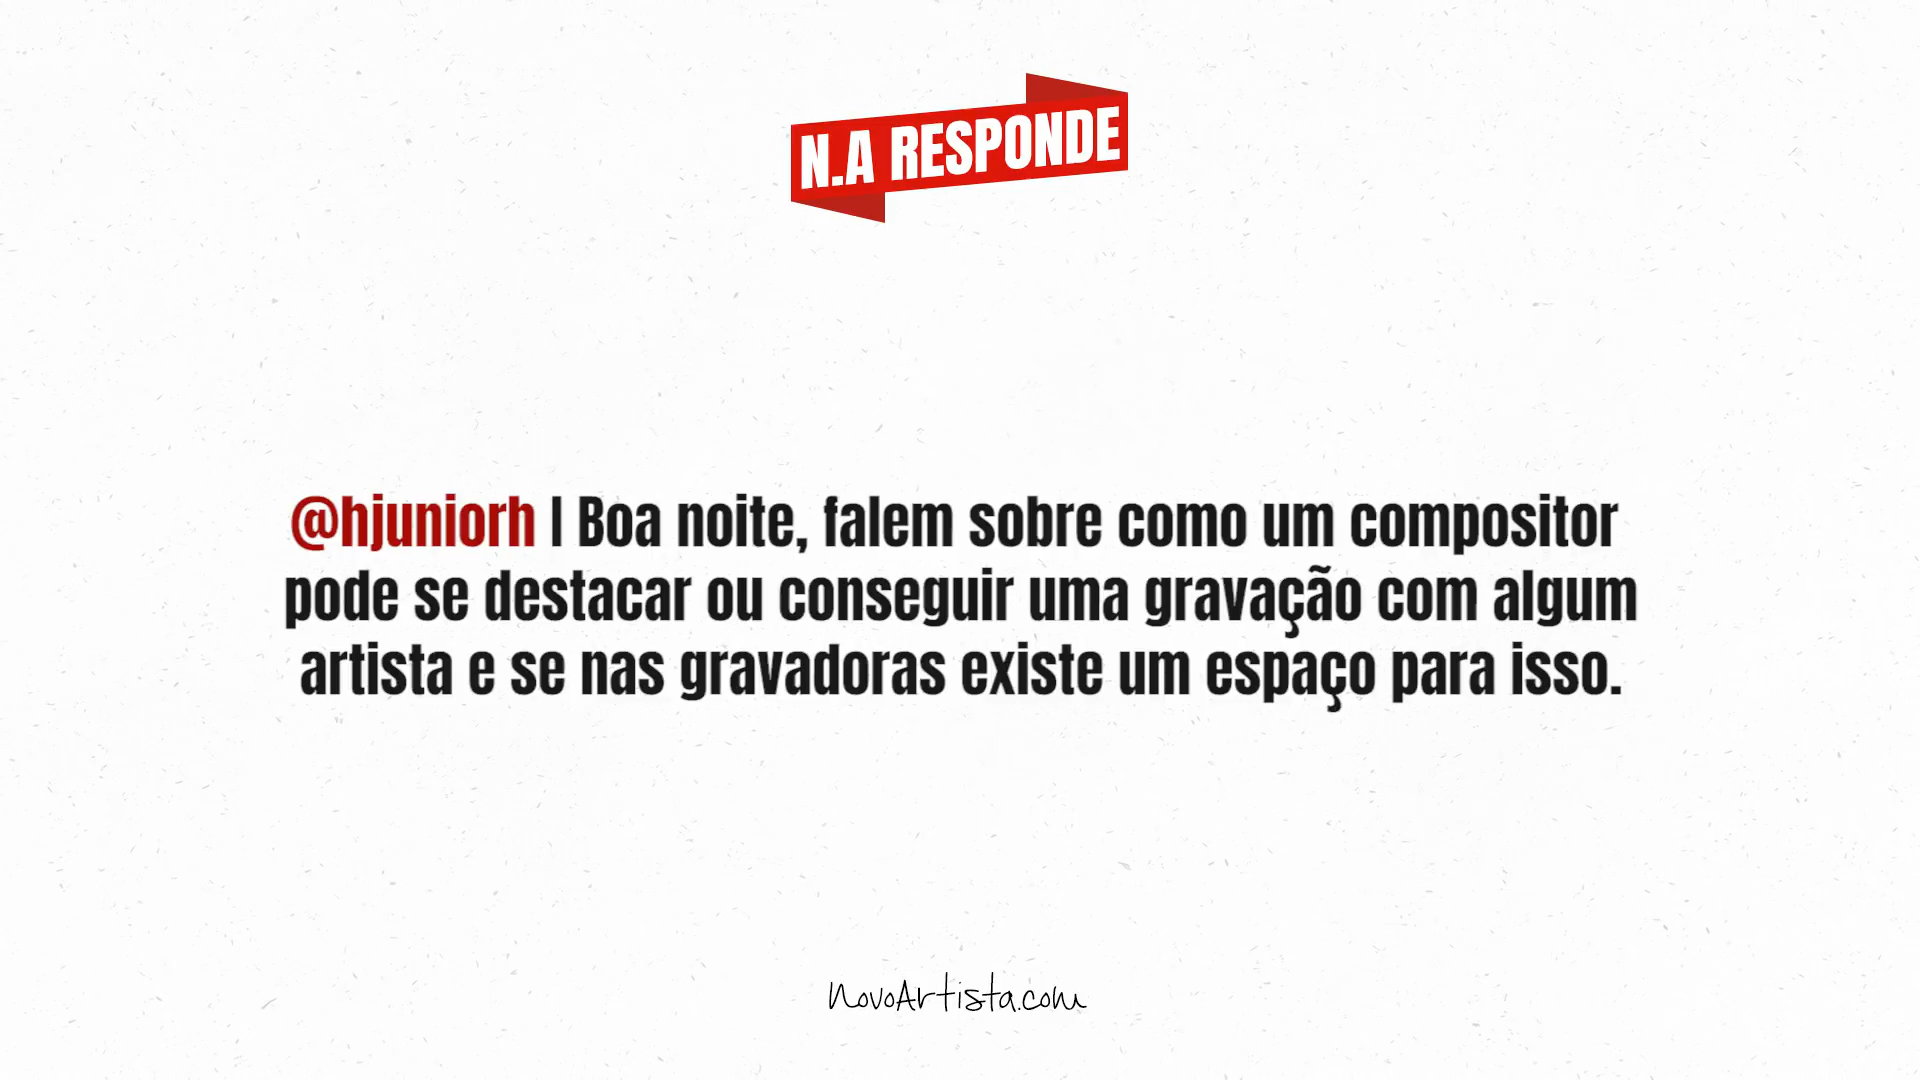 N.A RESPONDE
@hjuniorh | Boa noite, falem sobre como um compositor
pode se destacar ou conseguir uma gravação com algum
artista e se nas gravadoras existe um espaço para isso.
NovoArtista.com